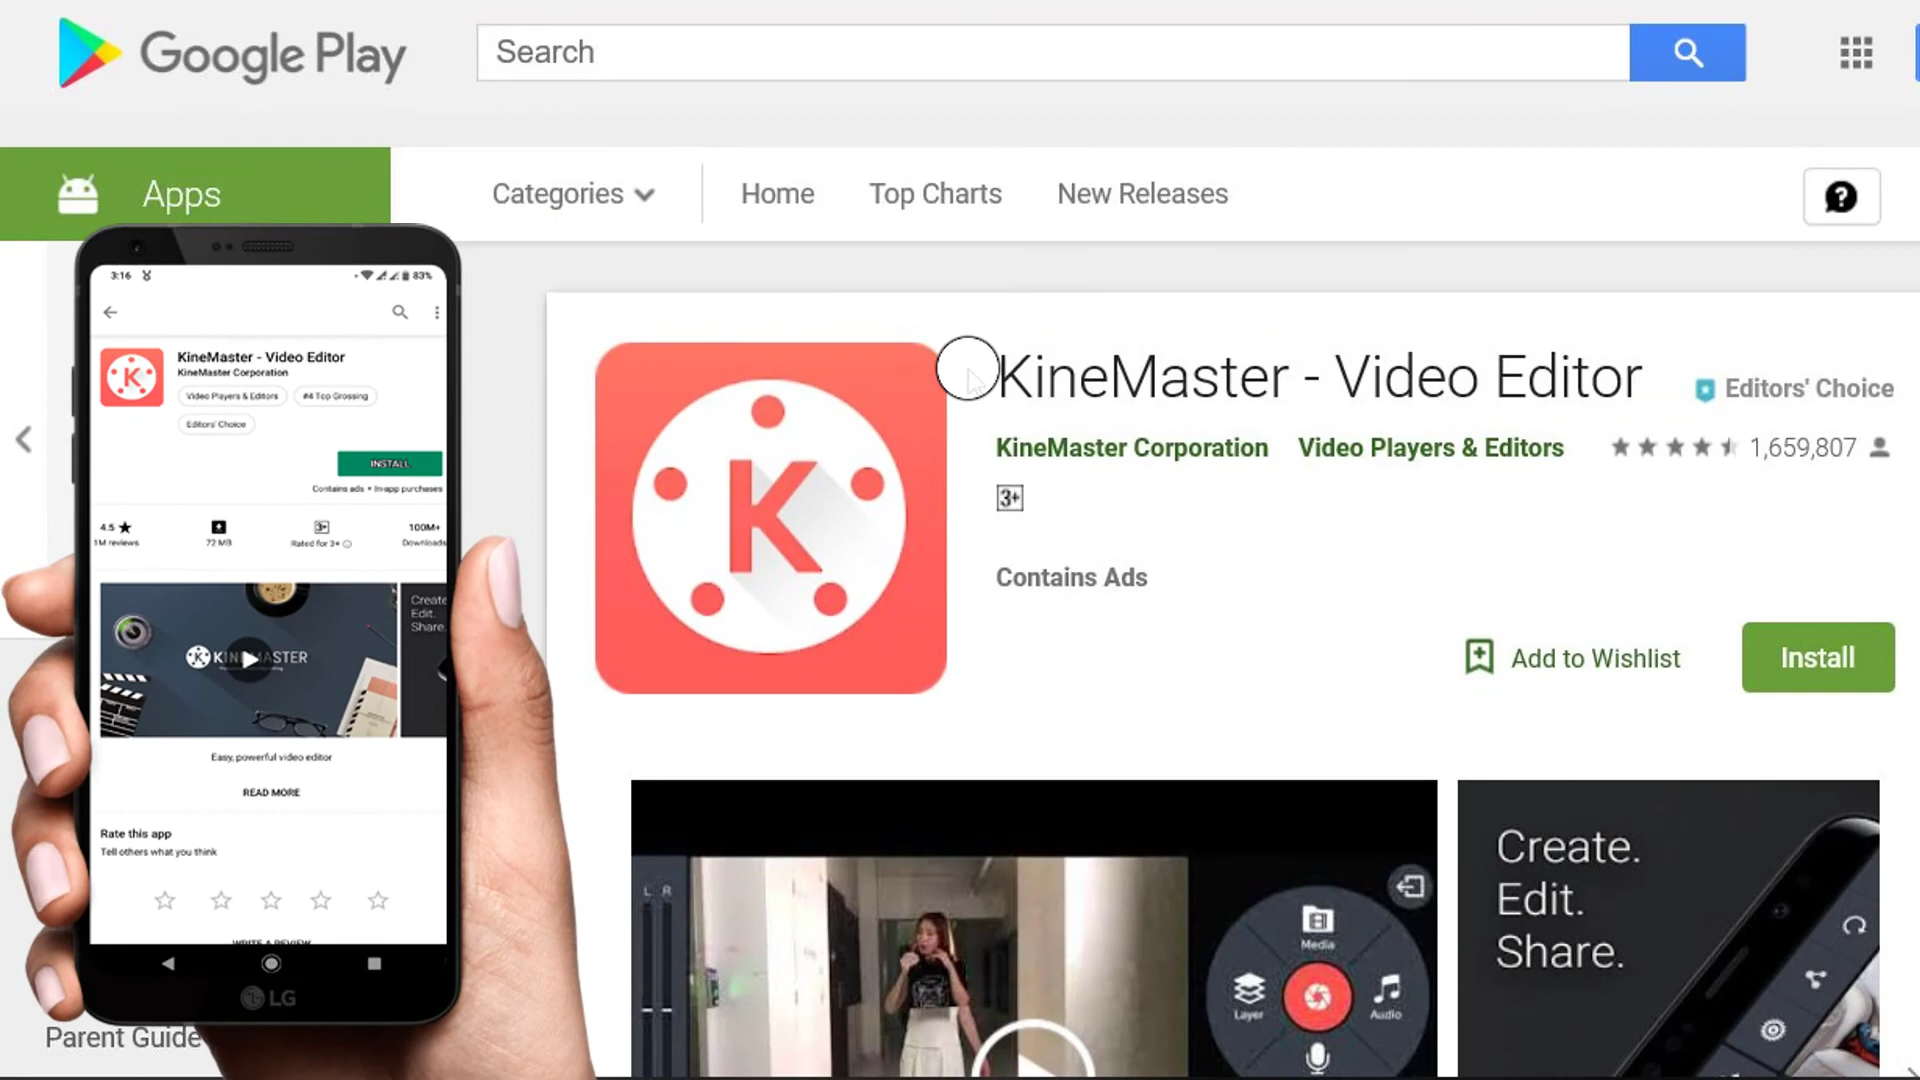 Google Play
Search
Apps
Categories
Home
Top Charts
New Releases
?
3:16
83%
KineMaster - Video Editor
KineMaster Corporation
Video Players & Editors
#4 Top Grossing
Editors' Choice
INSTALL
Contains ads • In-app purchases
4.5 ★
1M reviews
72 MB
3+
Rated for 3+
100M+
Downloads
KINEMASTER
Create
Edit.
Share.
Easy, powerful video editor
READ MORE
Rate this app
Tell others what you think
WRITE A REVIEW
LG
Parent Guide
K
KineMaster - Video Editor
Editors' Choice
KineMaster Corporation
Video Players & Editors
1,659,807
3+
Contains Ads
Add to Wishlist
Install
L R
Media
Layer
Audio
Create.
Edit.
Share.